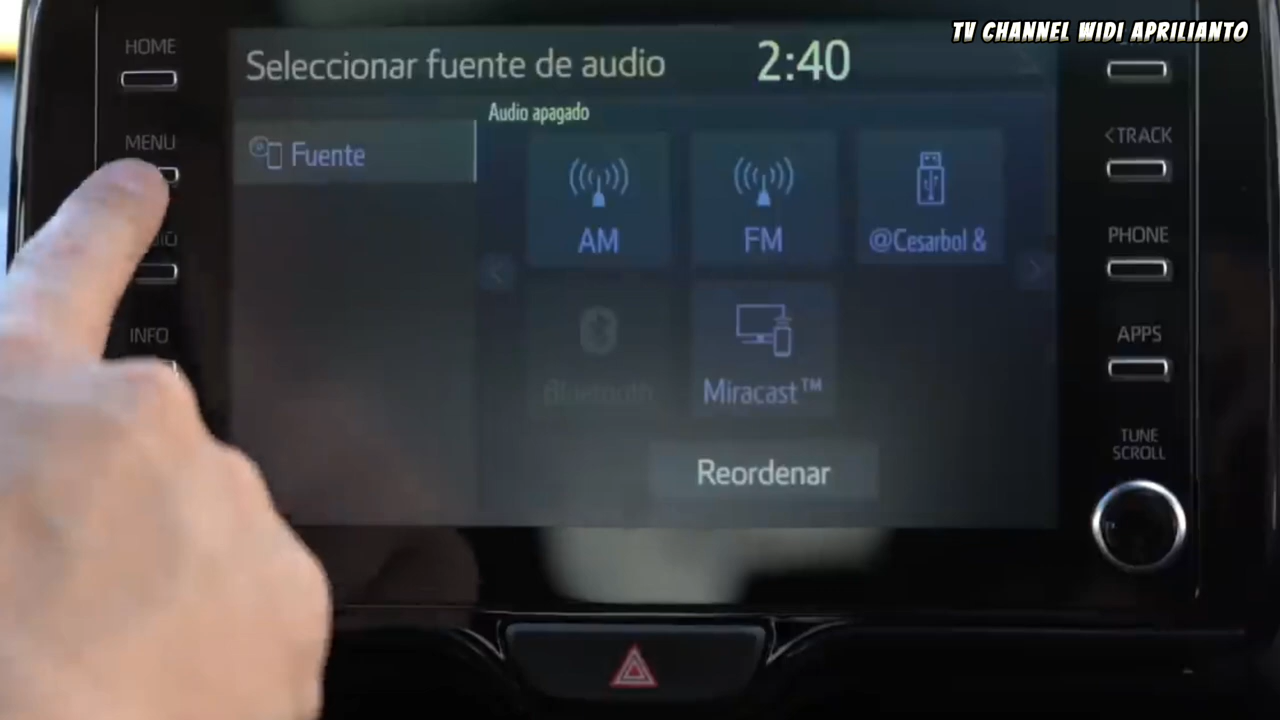 TV CHANNEL WIDI APRILIANTO
HOME
Seleccionar fuente de audio
2:40
Audio apagado
MENU
<TRACK
Fuente
AM
FM
@Cesarbol &
PHONE
INFO
APPS
Bluetooth
Miracast™
TUNE
SCROLL
Reordenar